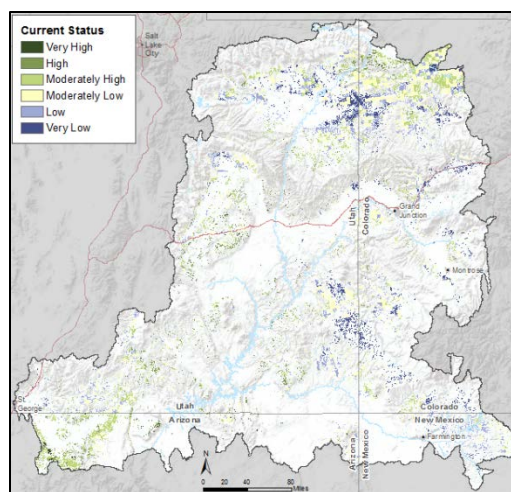 Current Status
Very High
High
Moderately High
Moderately Low
Low
Very Low
Salt
Lake
City
Utah
Colorado
Grand
Junction
Montrose
St.
George
Utah
Arizona
Colorado
New Mexico
Farmington
Arizona
New Mexico
N
0 20 40 80
Miles